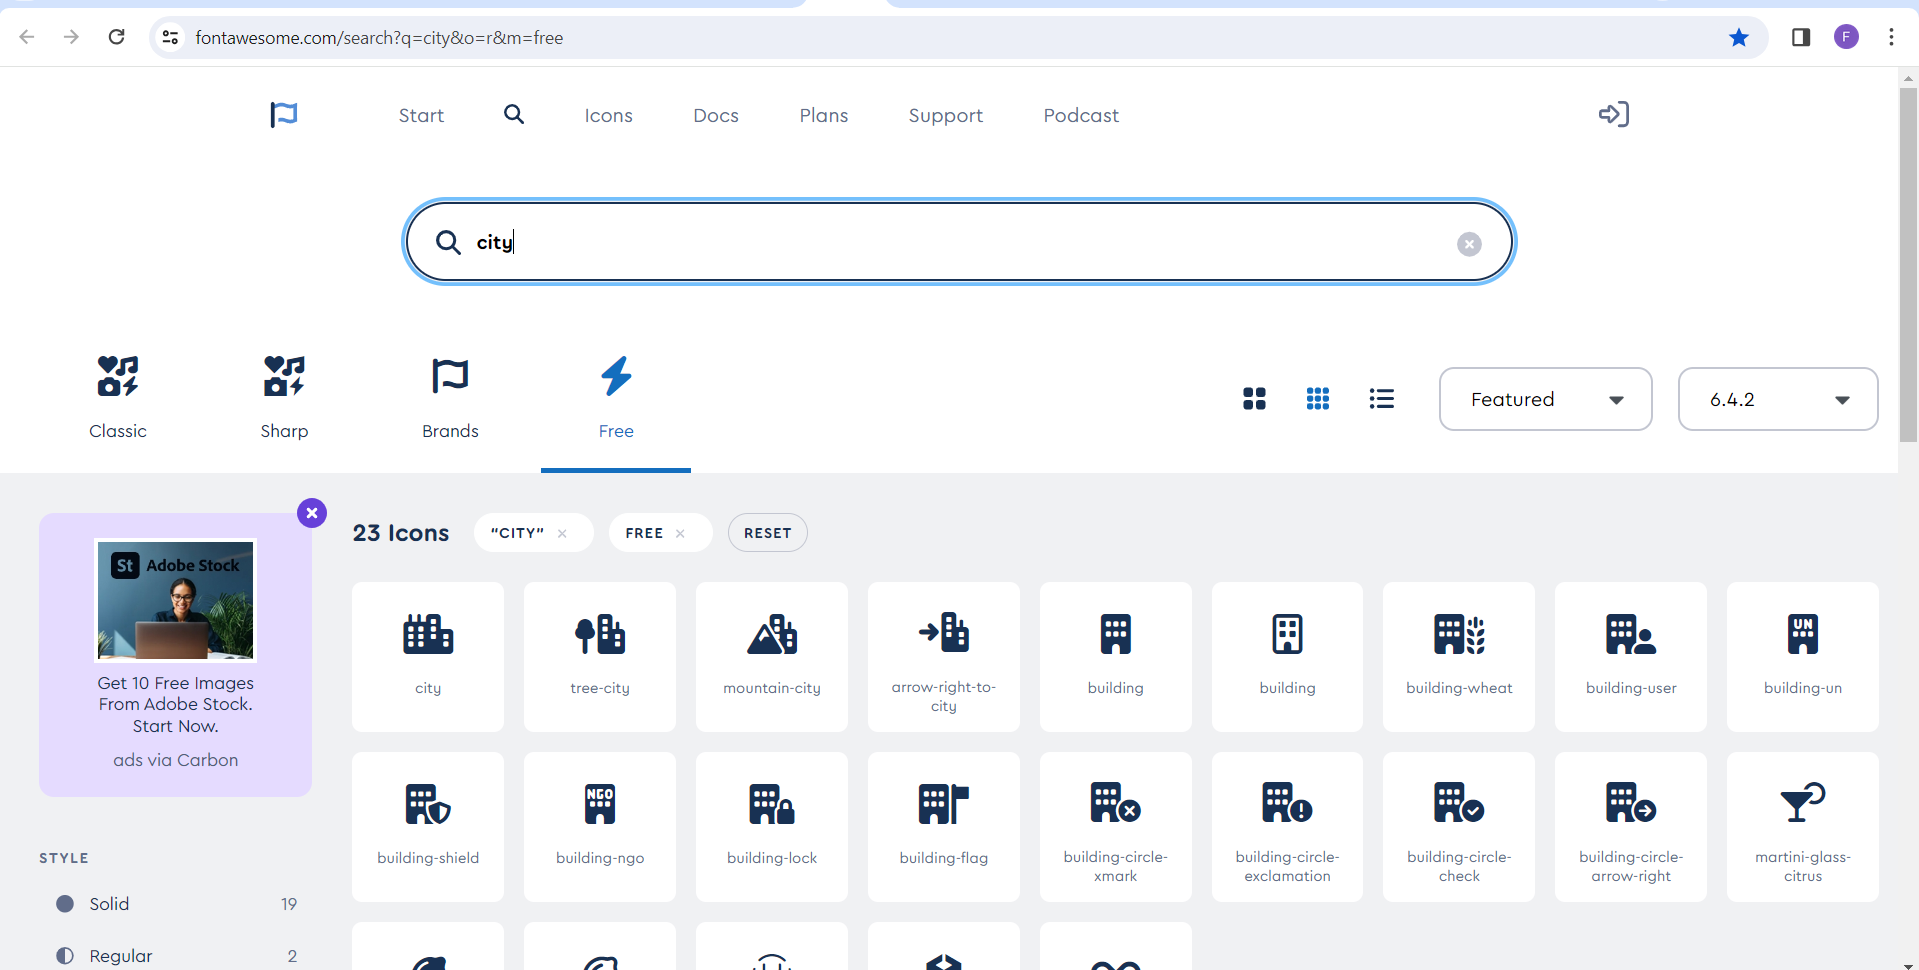 fontawesome.com/search?q=city&o=r&m=free
F
Start
Icons
Docs
Plans
Support
Podcast
city
Classic
Sharp
Brands
Free
Featured
6.4.2
St Adobe Stock
Get 10 Free Images
From Adobe Stock.
Start Now.
ads via Carbon
STYLE
Solid 19
Regular 2
23 Icons
“CITY”
FREE
RESET
city
tree-city
mountain-city
arrow-right-to-
city
building
building
building-wheat
building-user
UN
building-un
building-shield
NGO
building-ngo
building-lock
building-flag
building-circle-
xmark
building-circle-
exclamation
building-circle-
check
building-circle-
arrow-right
martini-glass-
citrus